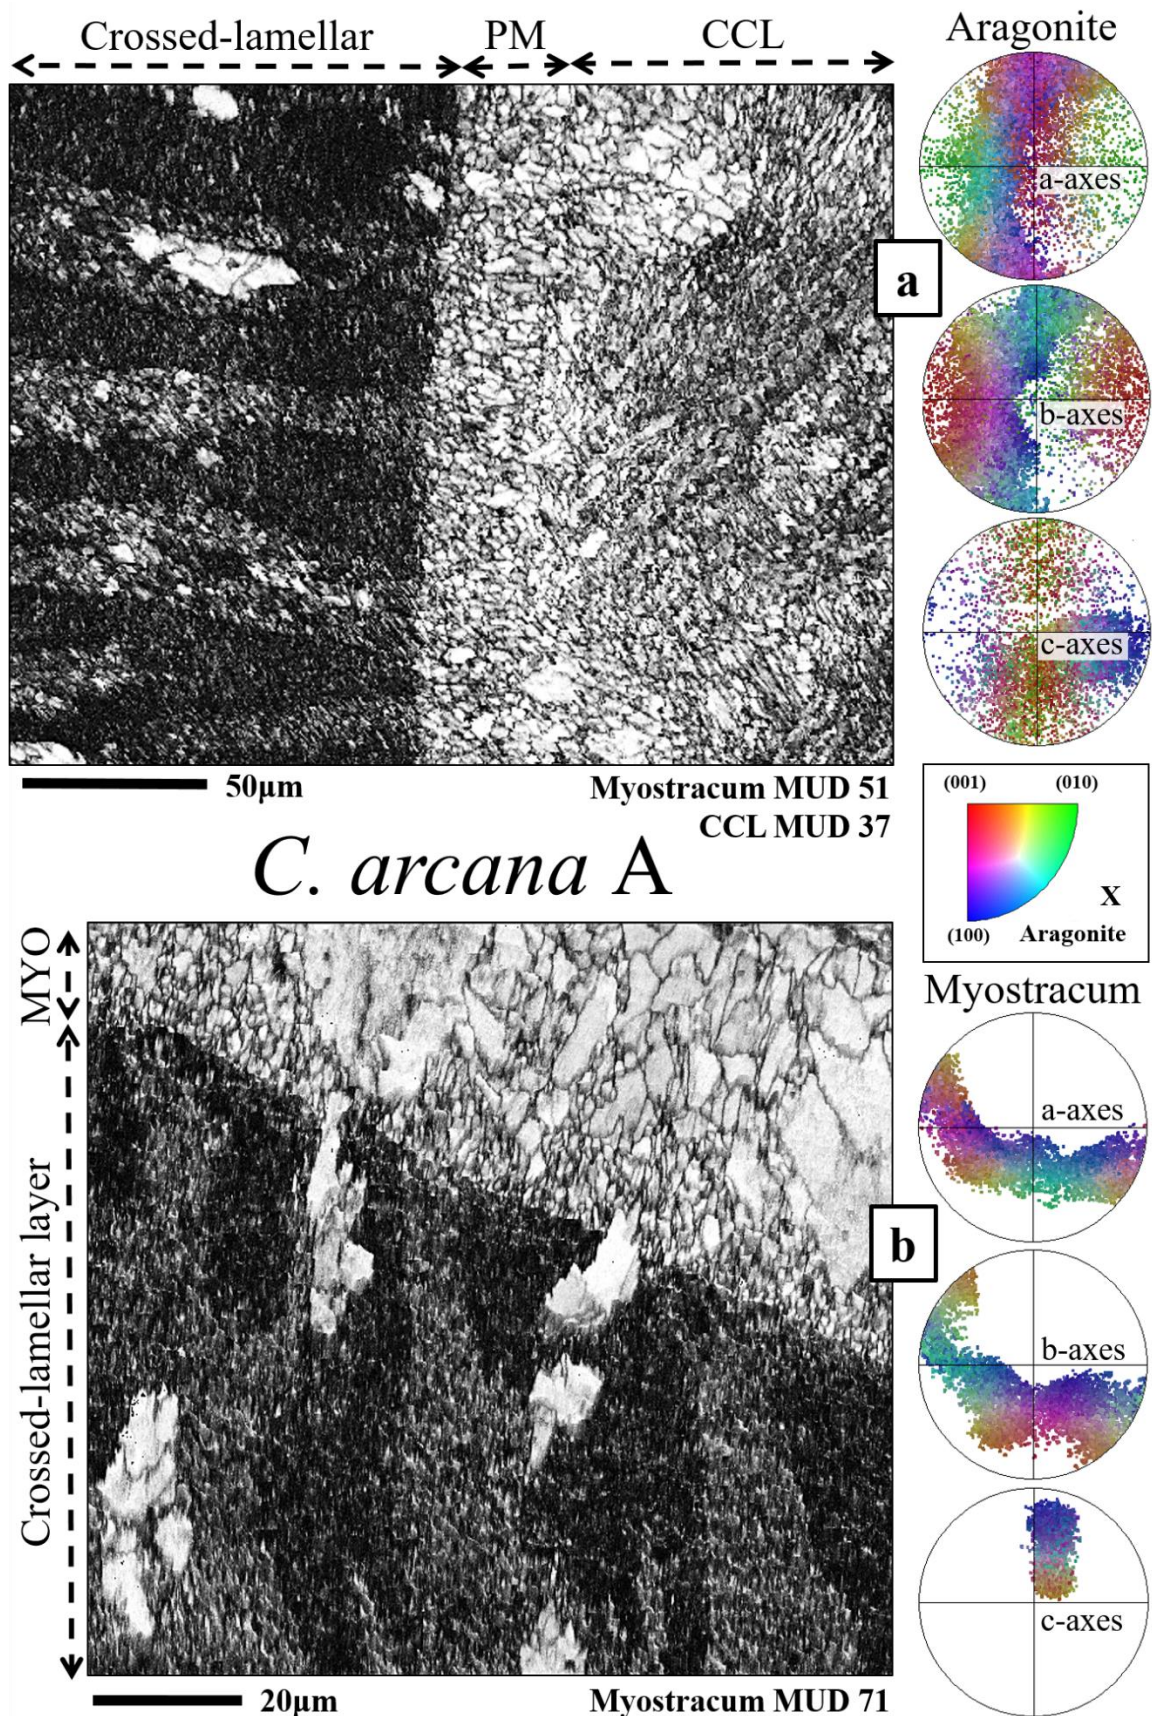 Crossed-lamellar PM CCL
Aragonite
a
a-axes
b-axes
c-axes
50µm
Myostracum MUD 51
CCL MUD 37
C. arcana A
(001) (010)
X
(100) Aragonite
MYO
Crossed-lamellar layer
Myostracum
b
a-axes
b-axes
c-axes
20µm
Myostracum MUD 71